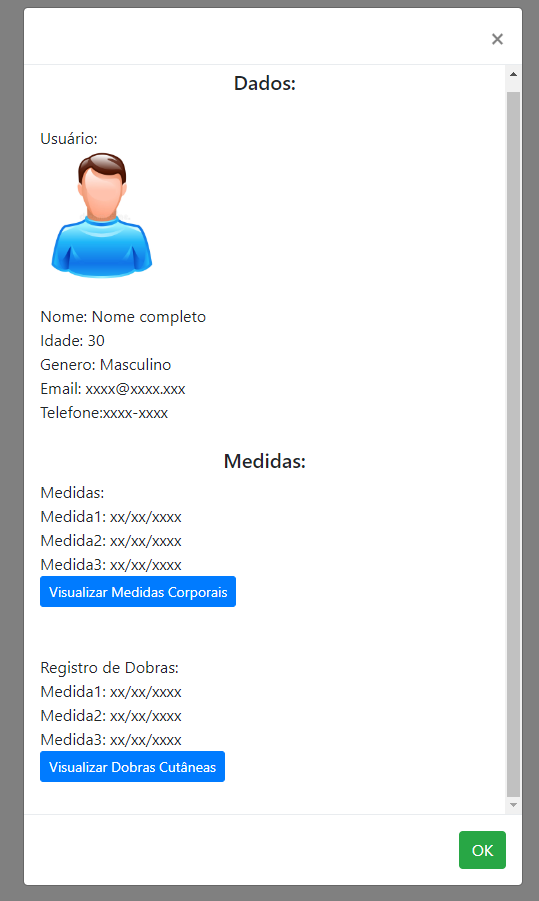 ×
Dados:
Usuário:
Nome: Nome completo
Idade: 30
Genero: Masculino
Email: xxxx@xxxx.xxx
Telefone:xxxx-xxxx
Medidas:
Medidas:
Medida1: xx/xx/xxxx
Medida2: xx/xx/xxxx
Medida3: xx/xx/xxxx
Visualizar Medidas Corporais
Registro de Dobras:
Medida1: xx/xx/xxxx
Medida2: xx/xx/xxxx
Medida3: xx/xx/xxxx
Visualizar Dobras Cutâneas
OK